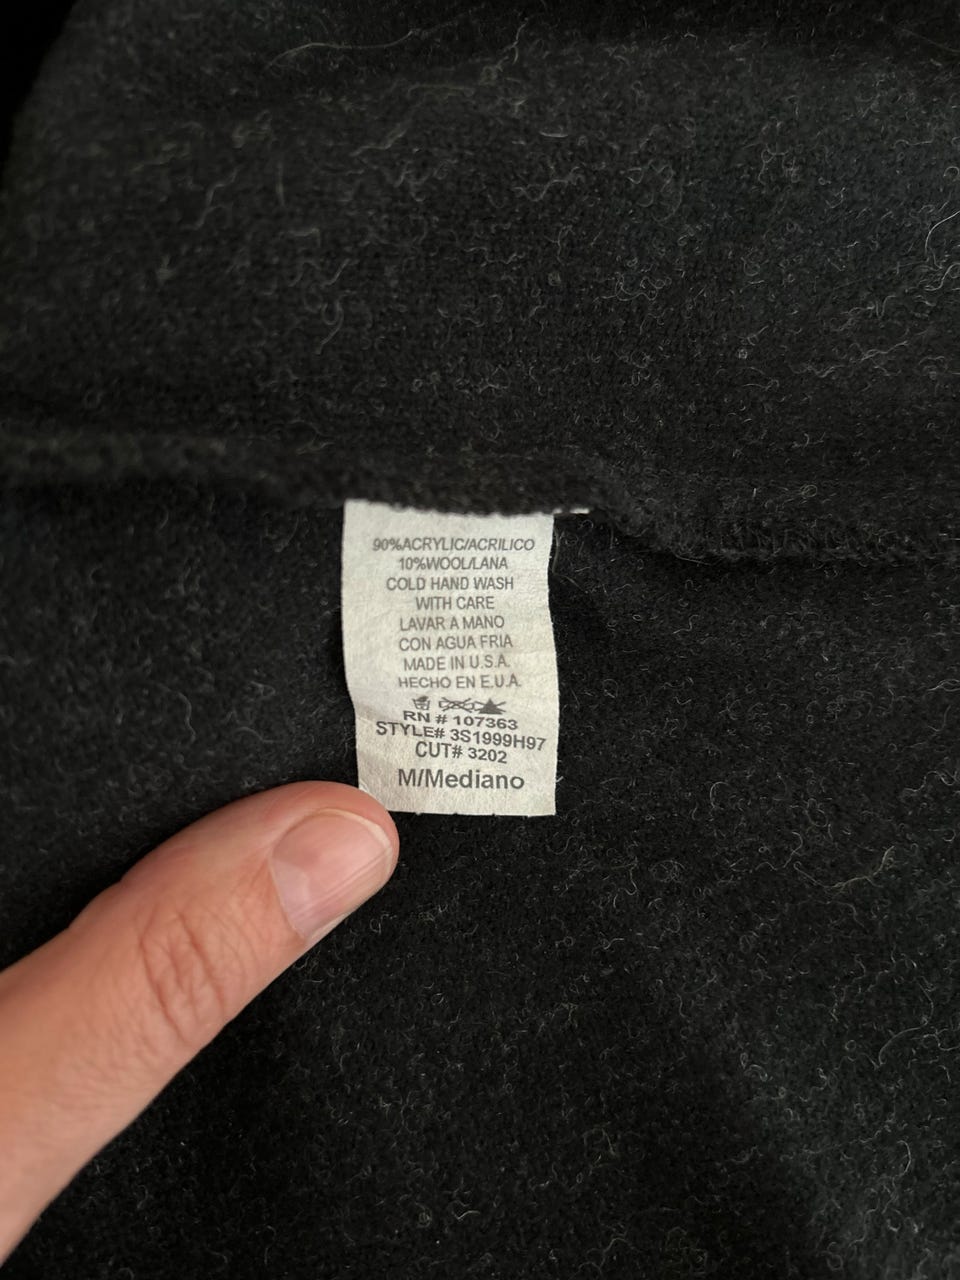 90%ACRYLIC/ACRILICO
10%WOOL/LANA
COLD HAND WASH
WITH CARE
LAVAR A MANO
CON AGUA FRIA
MADE IN U.S.A.
HECHO EN E.U.A.
RN # 107363
STYLE# 3S1999H97
CUT# 3202
M/Mediano